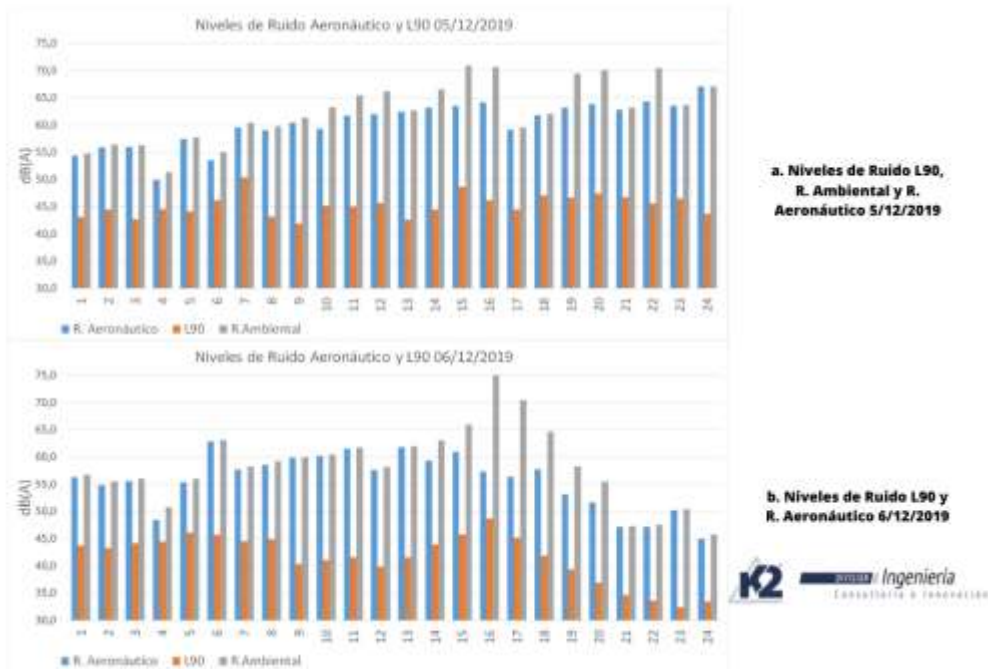 Niveles de Ruido Aeronáutico y L90 05/12/2019
75,0
70,0
65,0
60,0
55,0
50,0
45,0
40,0
35,0
30,0
dB(A)
1 2 3 4 5 6 7 8 9 10 11 12 13 14 15 16 17 18 19 20 21 22 23 24
R. Aeronáutico L90 R.Ambiental
a. Niveles de Ruido L90,
R. Ambiental y R.
Aeronáutico 5/12/2019
Niveles de Ruido Aeronáutico y L90 06/12/2019
75,0
70,0
65,0
60,0
55,0
50,0
45,0
40,0
35,0
30,0
dB(A)
1 2 3 4 5 6 7 8 9 10 11 12 13 14 15 16 17 18 19 20 21 22 23 24
R. Aeronáutico L90 R.Ambiental
b. Niveles de Ruido L90 y
R. Aeronáutico 6/12/2019
K2
Ingeniería
Consultoría e Innovación